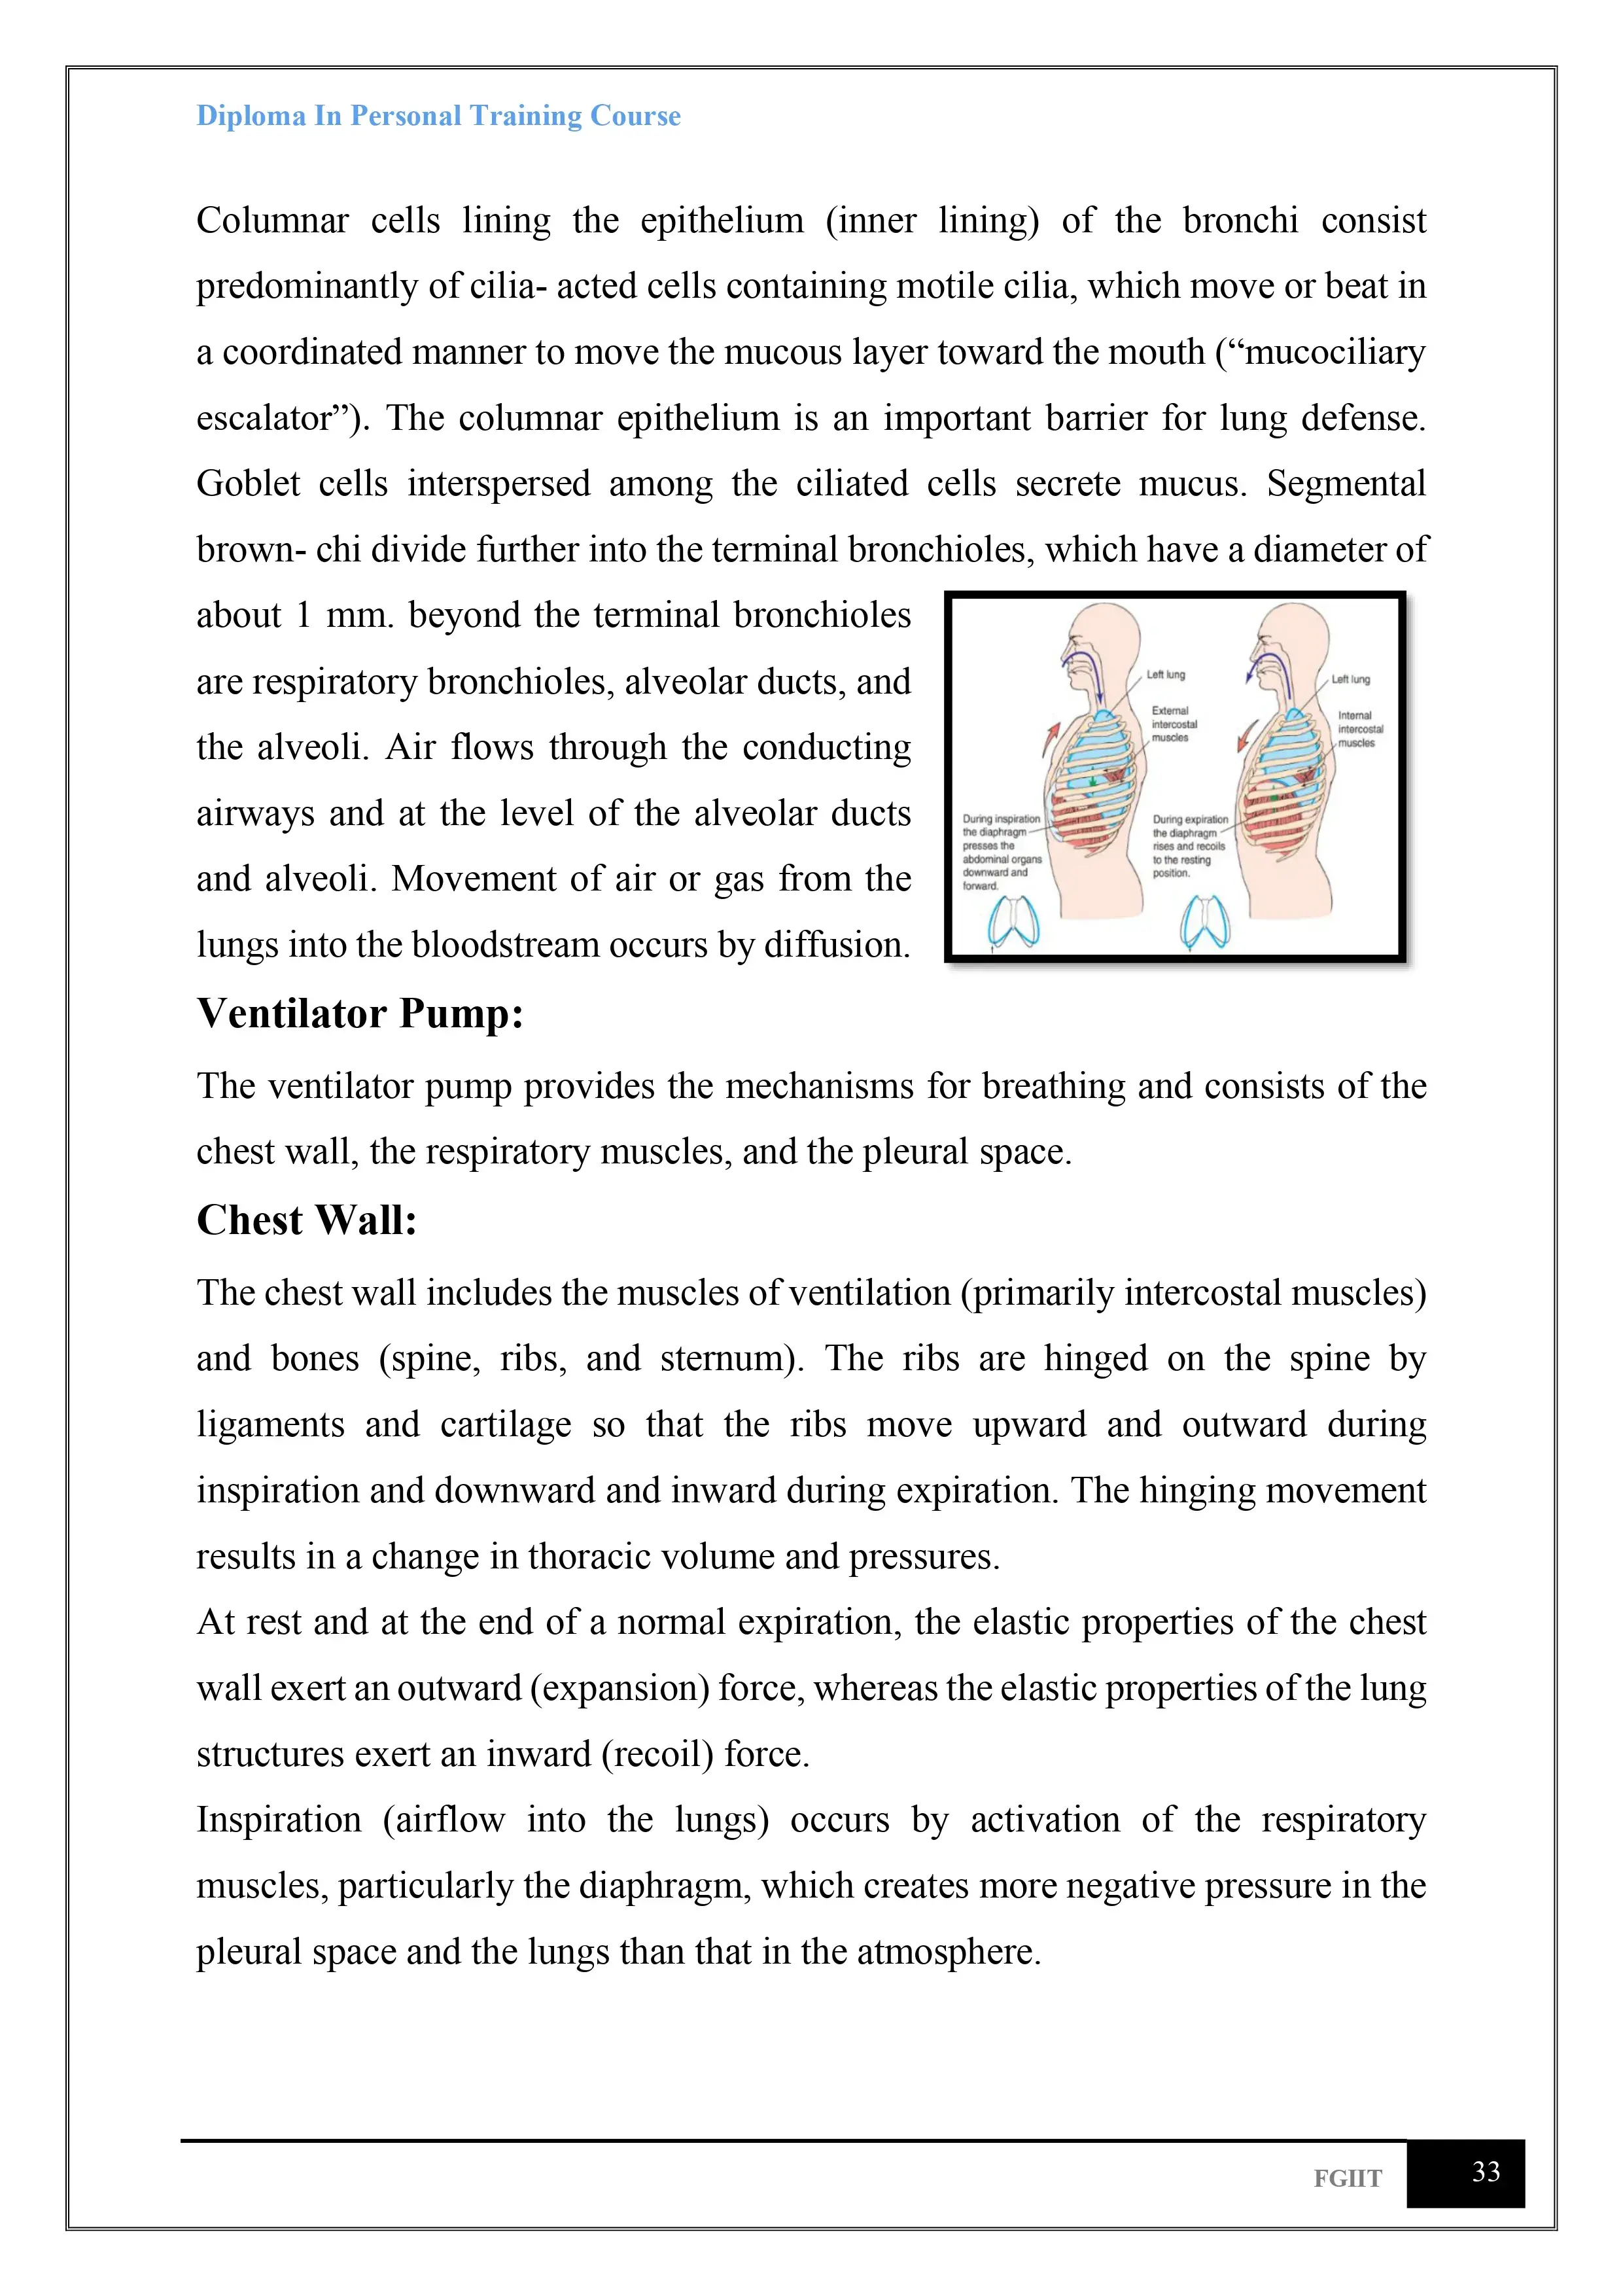 Diploma In Personal Training Course
Columnar cells lining the epithelium (inner lining) of the bronchi consist
predominantly of cilia- acted cells containing motile cilia, which move or beat in
a coordinated manner to move the mucous layer toward the mouth (“mucociliary
escalator”). The columnar epithelium is an important barrier for lung defense.
Goblet cells interspersed among the ciliated cells secrete mucus. Segmental
brown- chi divide further into the terminal bronchioles, which have a diameter of
about 1 mm. beyond the terminal bronchioles
are respiratory bronchioles, alveolar ducts, and
the alveoli. Air flows through the conducting
airways and at the level of the alveolar ducts
and alveoli. Movement of air or gas from the
lungs into the bloodstream occurs by diffusion.
Left lung
External
intercostal
muscles
During inspiration
the diaphragm
presses the
abdominal organs
downward and
forward.
Left lung
Internal
intercostal
muscles
During expiration
the diaphragm
rises and recoils
to the resting
position.
Ventilator Pump:
The ventilator pump provides the mechanisms for breathing and consists of the
chest wall, the respiratory muscles, and the pleural space.
Chest Wall:
The chest wall includes the muscles of ventilation (primarily intercostal muscles)
and bones (spine, ribs, and sternum). The ribs are hinged on the spine by
ligaments and cartilage so that the ribs move upward and outward during
inspiration and downward and inward during expiration. The hinging movement
results in a change in thoracic volume and pressures.
At rest and at the end of a normal expiration, the elastic properties of the chest
wall exert an outward (expansion) force, whereas the elastic properties of the lung
structures exert an inward (recoil) force.
Inspiration (airflow into the lungs) occurs by activation of the respiratory
muscles, particularly the diaphragm, which creates more negative pressure in the
pleural space and the lungs than that in the atmosphere.
FGIIT
33